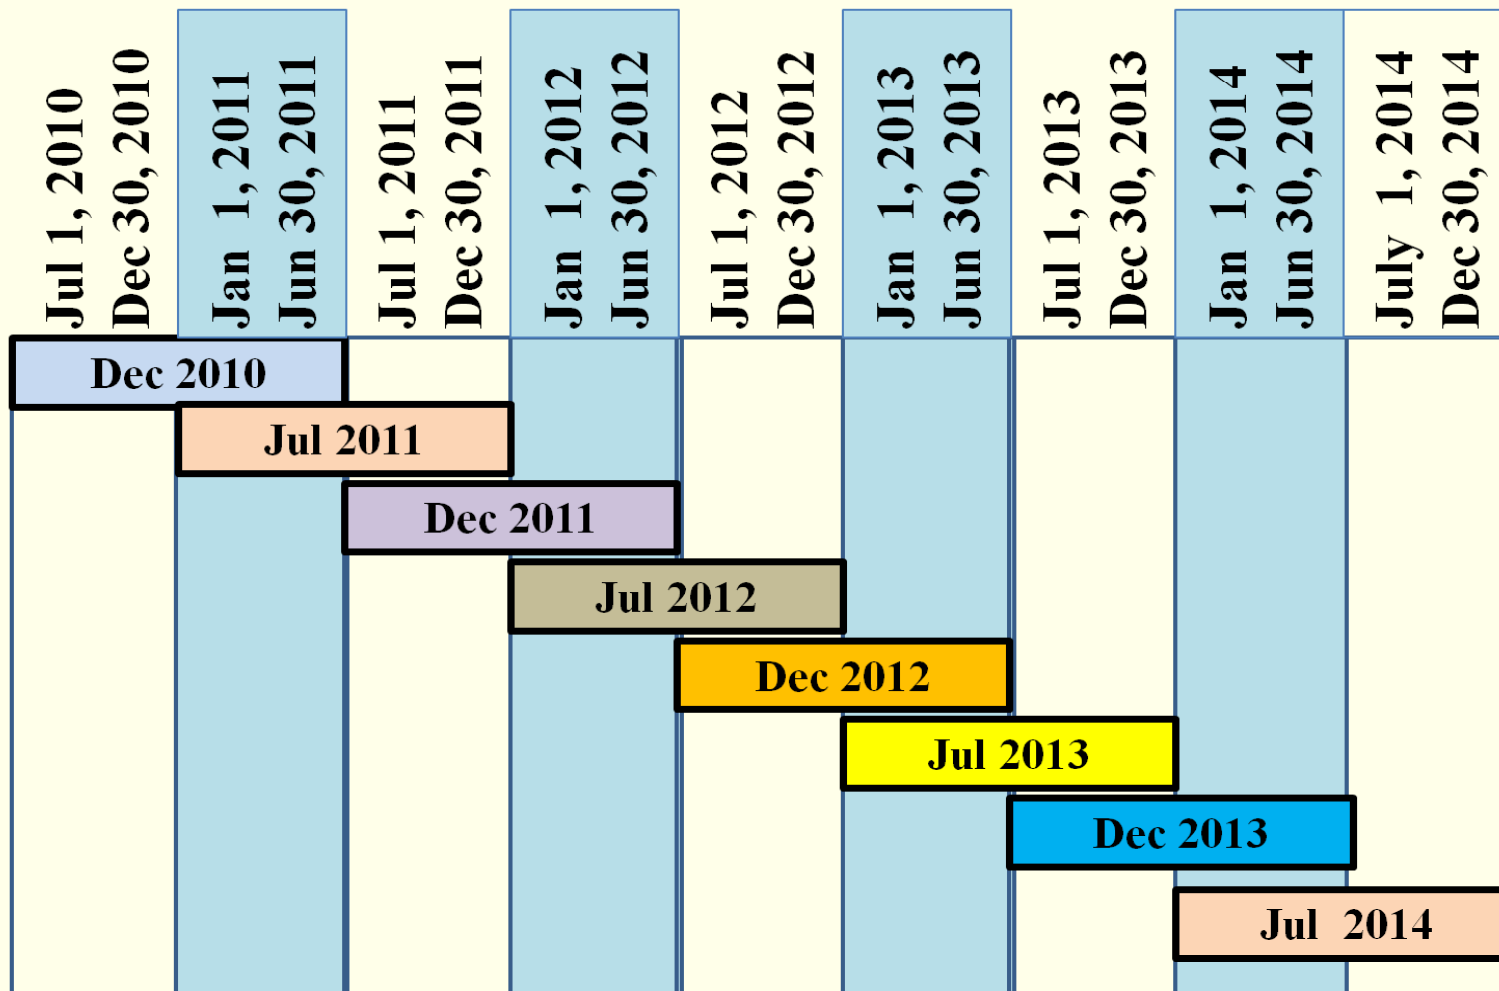 Jul 1, 2010
Dec 30, 2010
Jan 1, 2011
Jun 30, 2011
Jul 1, 2011
Dec 30, 2011
Jan 1, 2012
Jun 30, 2012
Jul 1, 2012
Dec 30, 2012
Jan 1, 2013
Jun 30, 2013
Jul 1, 2013
Dec 30, 2013
Jan 1, 2014
Jun 30, 2014
July 1, 2014
Dec 30, 2014
Dec 2010
Jul 2011
Dec 2011
Jul 2012
Dec 2012
Jul 2013
Dec 2013
Jul 2014